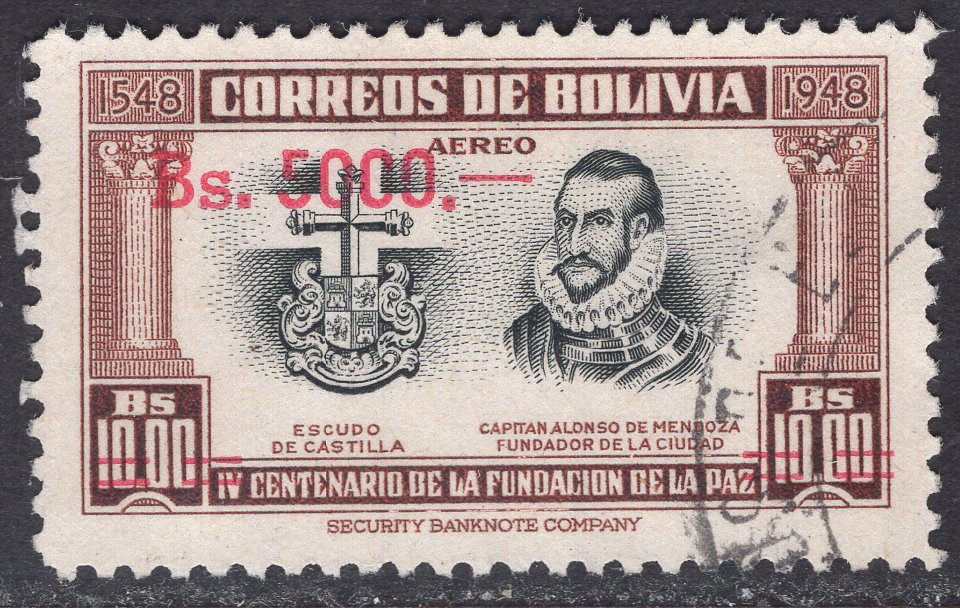 1548 CORREOS DE BOLIVIA 1948
AEREO
Bs. 5000.—
ESCUDO
DE CASTILLA
CAPITAN ALONSO DE MENDOZA
FUNDADOR DE LA CIUDAD
Bs
10.00
Bs
10.00
IV CENTENARIO DE LA FUNDACION DE LA PAZ
SECURITY BANKNOTE COMPANY